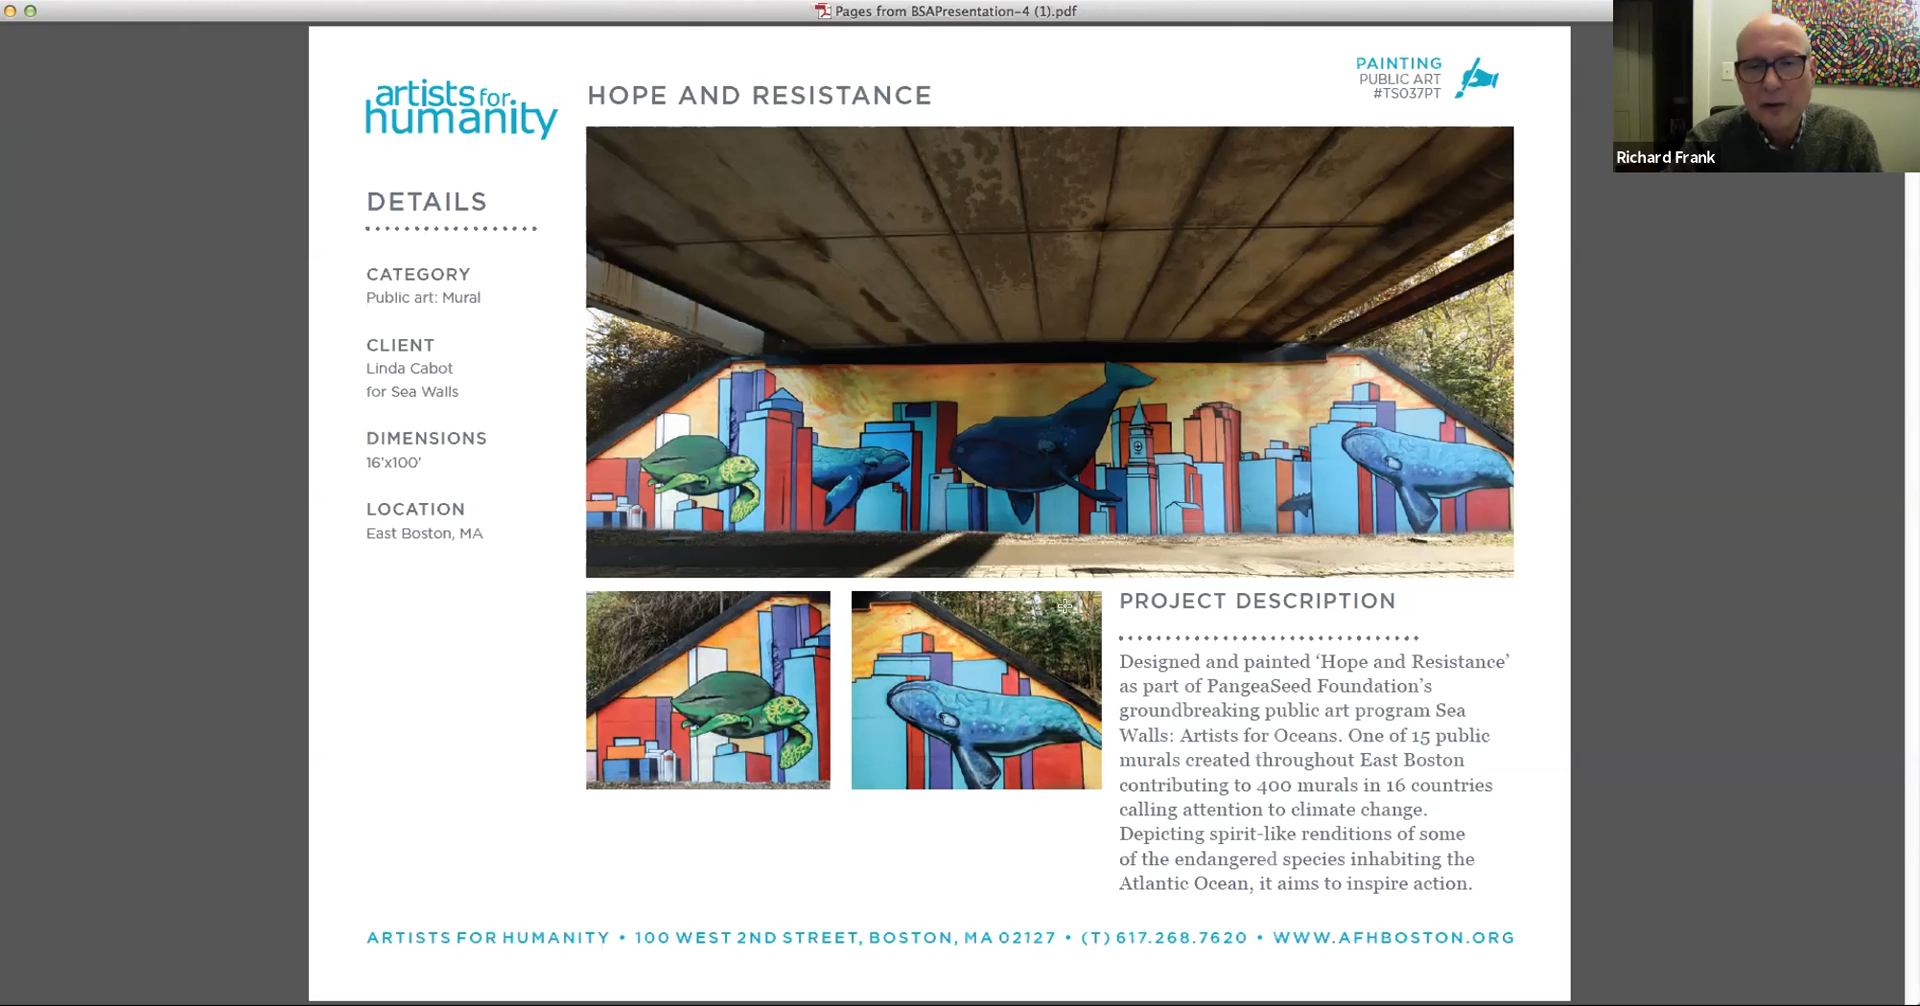 Pages from BSAPresentation-4 (1).pdf
artists for
humanity
HOPE AND RESISTANCE
PAINTING
PUBLIC ART
#TS037PT
Richard Frank
DETAILS
CATEGORY
Public art: Mural
CLIENT
Linda Cabot
for Sea Walls
DIMENSIONS
16'x100'
LOCATION
East Boston, MA
PROJECT DESCRIPTION
Designed and painted ‘Hope and Resistance’
as part of PangeaSeed Foundation’s
groundbreaking public art program Sea
Walls: Artists for Oceans. One of 15 public
murals created throughout East Boston
contributing to 400 murals in 16 countries
calling attention to climate change.
Depicting spirit-like renditions of some
of the endangered species inhabiting the
Atlantic Ocean, it aims to inspire action.
ARTISTS FOR HUMANITY • 100 WEST 2ND STREET, BOSTON, MA 02127 • (T) 617.268.7620 • WWW.AFHBOSTON.ORG